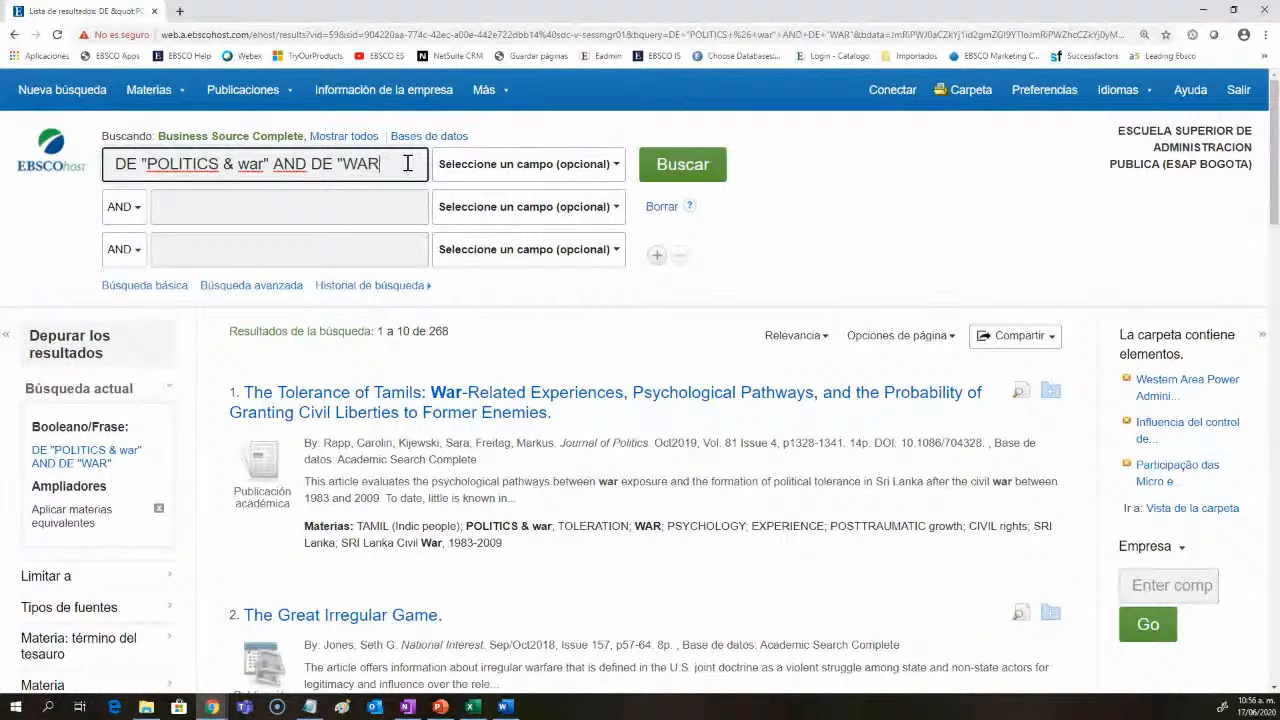 Lista de resultados: DE &quot;PO
No es seguro
web.a.ebscohost.com/ehost/results?vid=59&sid=904220aa-774c-42ec-a00e-442e722dbb14%40sdc-v-sessmgr01&bquery=DE+"POLITICS+%26+war"+AND+DE+"WAR"
Aplicaciones
EBSCO Apps
EBSCO Help
Webex
TryOurProducts
EBSCO ES
NetSuite CRM
Guardar páginas
Eadmin
EBSCO IS
Choose Databases:...
Login - Catalogo
Importados
EBSCO Marketing C...
Successfactors
Leading Ebsco
Nueva búsqueda
Materias
Publicaciones
Información de la empresa
Más
Conectar
Carpeta
Preferencias
Idiomas
Ayuda
Salir
EBSCOhost
Buscando: Business Source Complete, Mostrar todos | Bases de datos
DE "POLITICS & war" AND DE "WAR
Seleccione un campo (opcional)
Buscar
AND
Seleccione un campo (opcional)
Borrar ?
AND
Seleccione un campo (opcional)
Búsqueda básica
Búsqueda avanzada
Historial de búsqueda
ESCUELA SUPERIOR DE
ADMINISTRACION
PUBLICA (ESAP BOGOTA)
«
Depurar los
resultados
Búsqueda actual
Booleano/Frase:
DE "POLITICS & war"
AND DE "WAR"
Ampliadores
Aplicar materias
equivalentes
Limitar a
Tipos de fuentes
Materia: término del
tesauro
Materia
Resultados de la búsqueda: 1 a 10 de 268
Relevancia
Opciones de página
Compartir
1. The Tolerance of Tamils: War-Related Experiences, Psychological Pathways, and the Probability of
Granting Civil Liberties to Former Enemies.
Publicación
académica
By: Rapp, Carolin, Kijewski, Sara; Freitag, Markus. Journal of Politics. Oct2019, Vol. 81 Issue 4, p1328-1341. 14p. DOI: 10.1086/704328. , Base de
datos: Academic Search Complete
This article evaluates the psychological pathways between war exposure and the formation of political tolerance in Sri Lanka after the civil war between
1983 and 2009. To date, little is known in...
Materias: TAMIL (Indic people); POLITICS & war; TOLERATION; WAR; PSYCHOLOGY; EXPERIENCE; POSTTRAUMATIC growth; CIVIL rights; SRI
Lanka; SRI Lanka Civil War, 1983-2009
2. The Great Irregular Game.
By: Jones, Seth G. National Interest. Sep/Oct2018, Issue 157, p57-64. 8p. , Base de datos: Academic Search Complete
The article offers information about irregular warfare that is defined in the U.S. joint doctrine as a violent struggle among state and non-state actors for
legitimacy and influence over the rele...
La carpeta contiene
elementos.
»
Western Area Power
Admini...
Influencia del control
de...
Participação das
Micro e...
Ir a: Vista de la carpeta
Empresa
Enter comp
Go
10:56 a. m.
17/06/2020